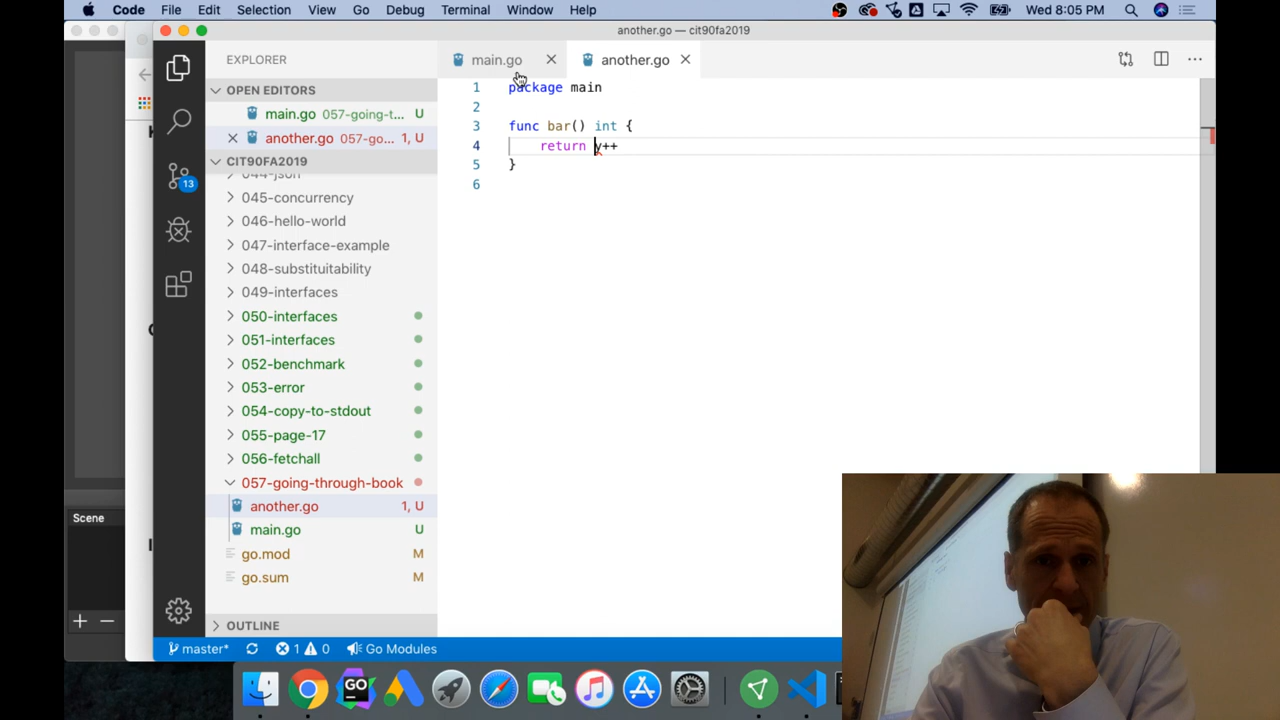 Code File Edit Selection View Go Debug Terminal Window Help Wed 8:05 PM
another.go — cit90fa2019
EXPLORER
main.go
another.go
OPEN EDITORS
main.go 057-going-t... U
another.go 057-go... 1, U
CIT90FA2019
044-json
045-concurrency
046-hello-world
047-interface-example
048-substituitability
049-interfaces
050-interfaces
051-interfaces
052-benchmark
053-error
054-copy-to-stdout
055-page-17
056-fetchall
057-going-through-book
another.go 1, U
main.go U
go.mod M
go.sum M
OUTLINE
13
1 package main
2
3 func bar() int {
4 return y++
5 }
6
Scene
master* 1 0 Go Modules
GO